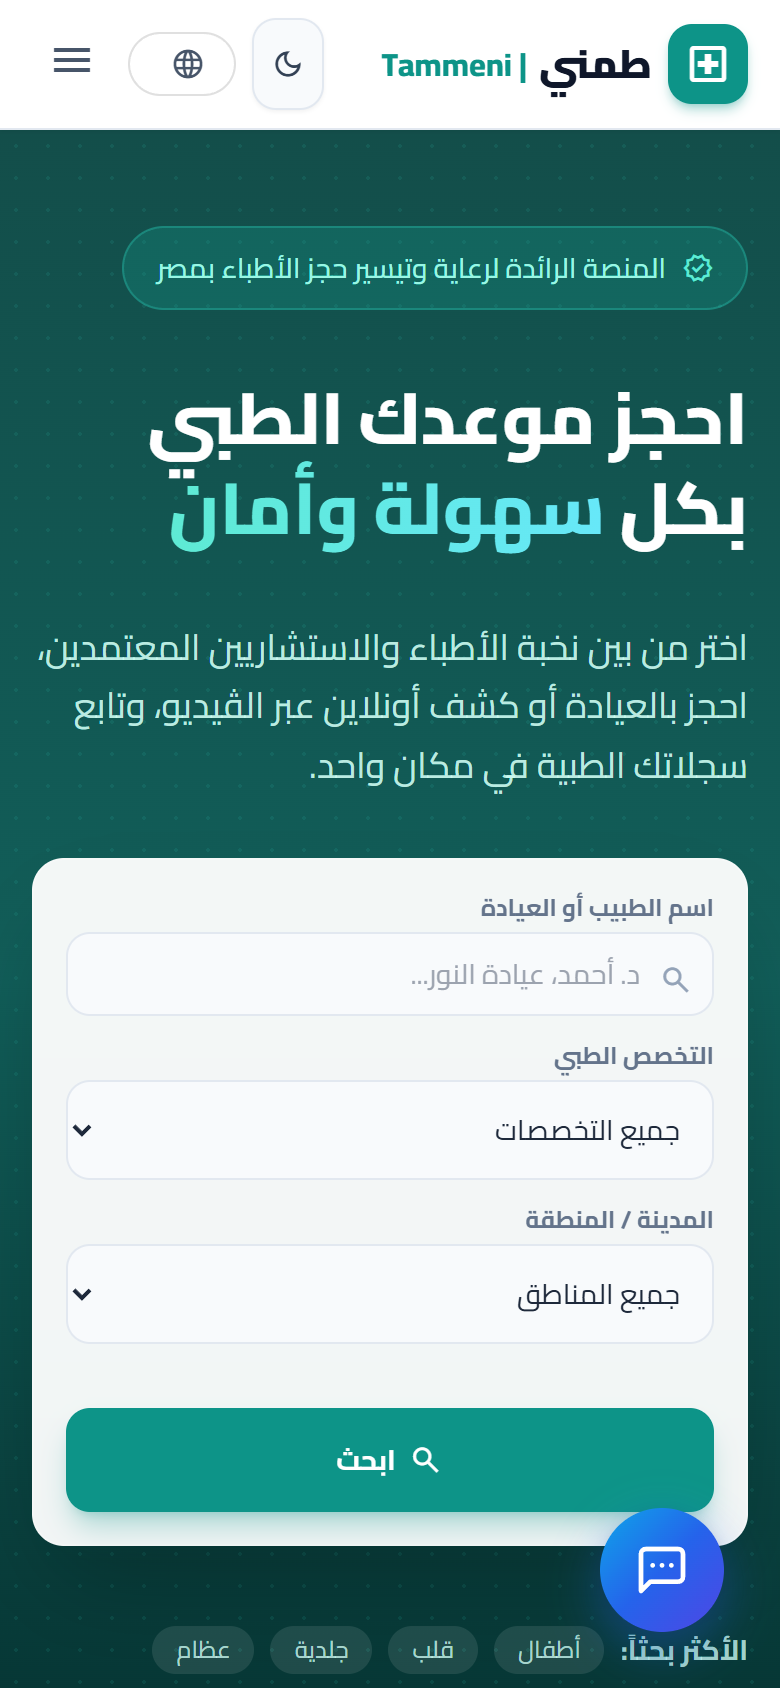 طمني | Tammeni
المنصة الرائدة لرعاية وتيسير حجز الأطباء بمصر
احجز موعدك الطبي
بكل سهولة وأمان
اختر من بين نخبة الأطباء والاستشاريين المعتمدين،
احجز بالعيادة أو كشف أونلاين عبر الڤيديو، وتابع
سجلاتك الطبية في مكان واحد.
اسم الطبيب أو العيادة
د. أحمد، عيادة النور...
التخصص الطبي
جميع التخصصات
المدينة / المنطقة
جميع المناطق
ابحث
الأكثر بحثاً: أطفال قلب جلدية عظام